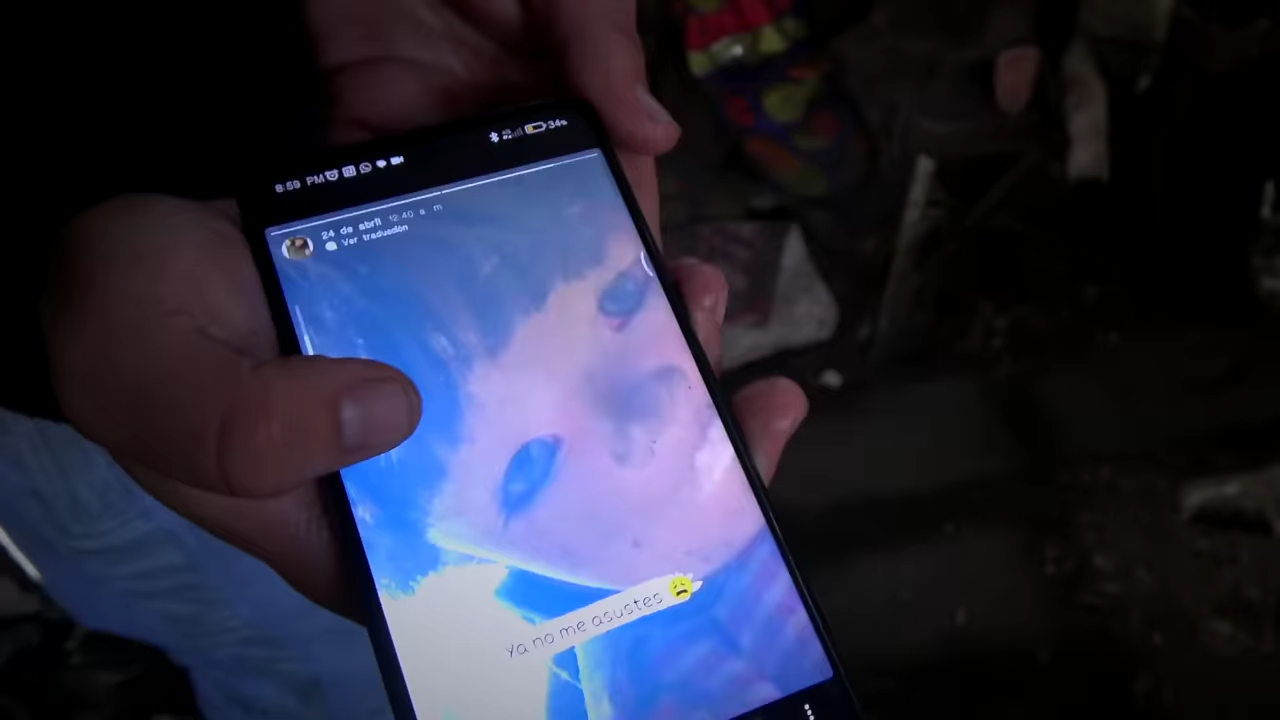 8:59 PM 34%
24 de abril 12:40 a m
Ver traducción
Ya no me asustes